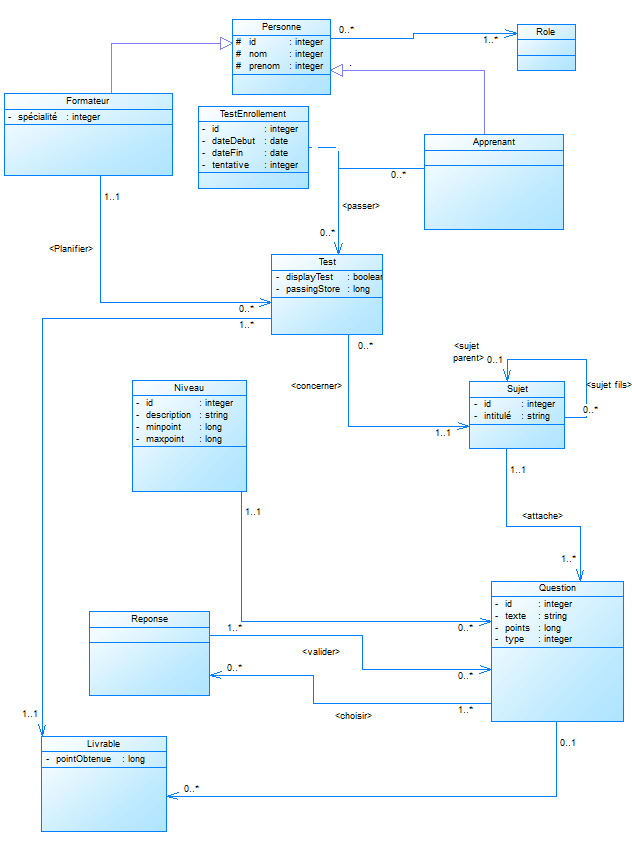 Personne
# id : integer
# nom : integer
# prenom : integer
0..*
1..*
Role
Formateur
- spécialité : integer
TestEnrollement
- id : integer
- dateDebut : date
- dateFin : date
- tentative : integer
Apprenant
0..*
1..1
<passer>
0..*
<Planifier>
Test
- displayTest : boolean
- passingStore : long
0..*
1..*
0..*
<concerner>
1..1
<sujet
parent>
0..1
<sujet fils>
0..*
Sujet
- id : integer
- intitulé : string
1..1
Niveau
- id : integer
- description : string
- minpoint : long
- maxpoint : long
1..1
<attache>
1..*
Question
- id : integer
- texte : string
- points : long
- type : integer
0..*
Reponse
1..*
<valider>
0..*
0..*
<choisir>
1..*
1..1
Livrable
- pointObtenue : long
0..1
0..*